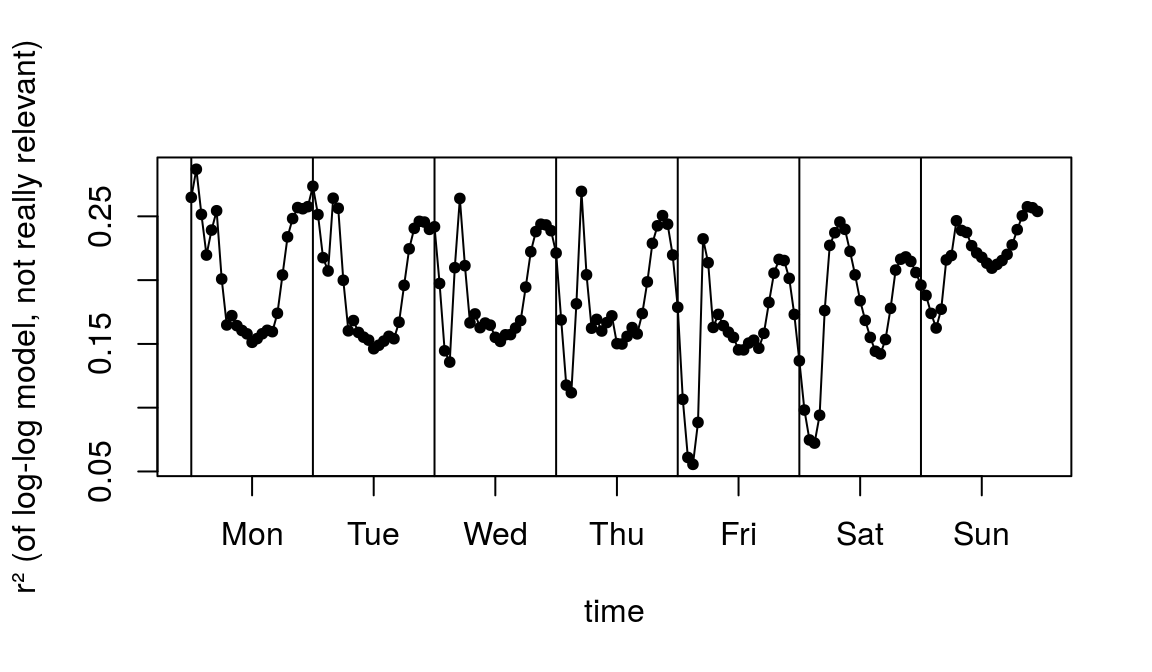 r² (of log-log model, not really relevant)
0.25
0.15
0.05
Mon Tue Wed Thu Fri Sat Sun
time